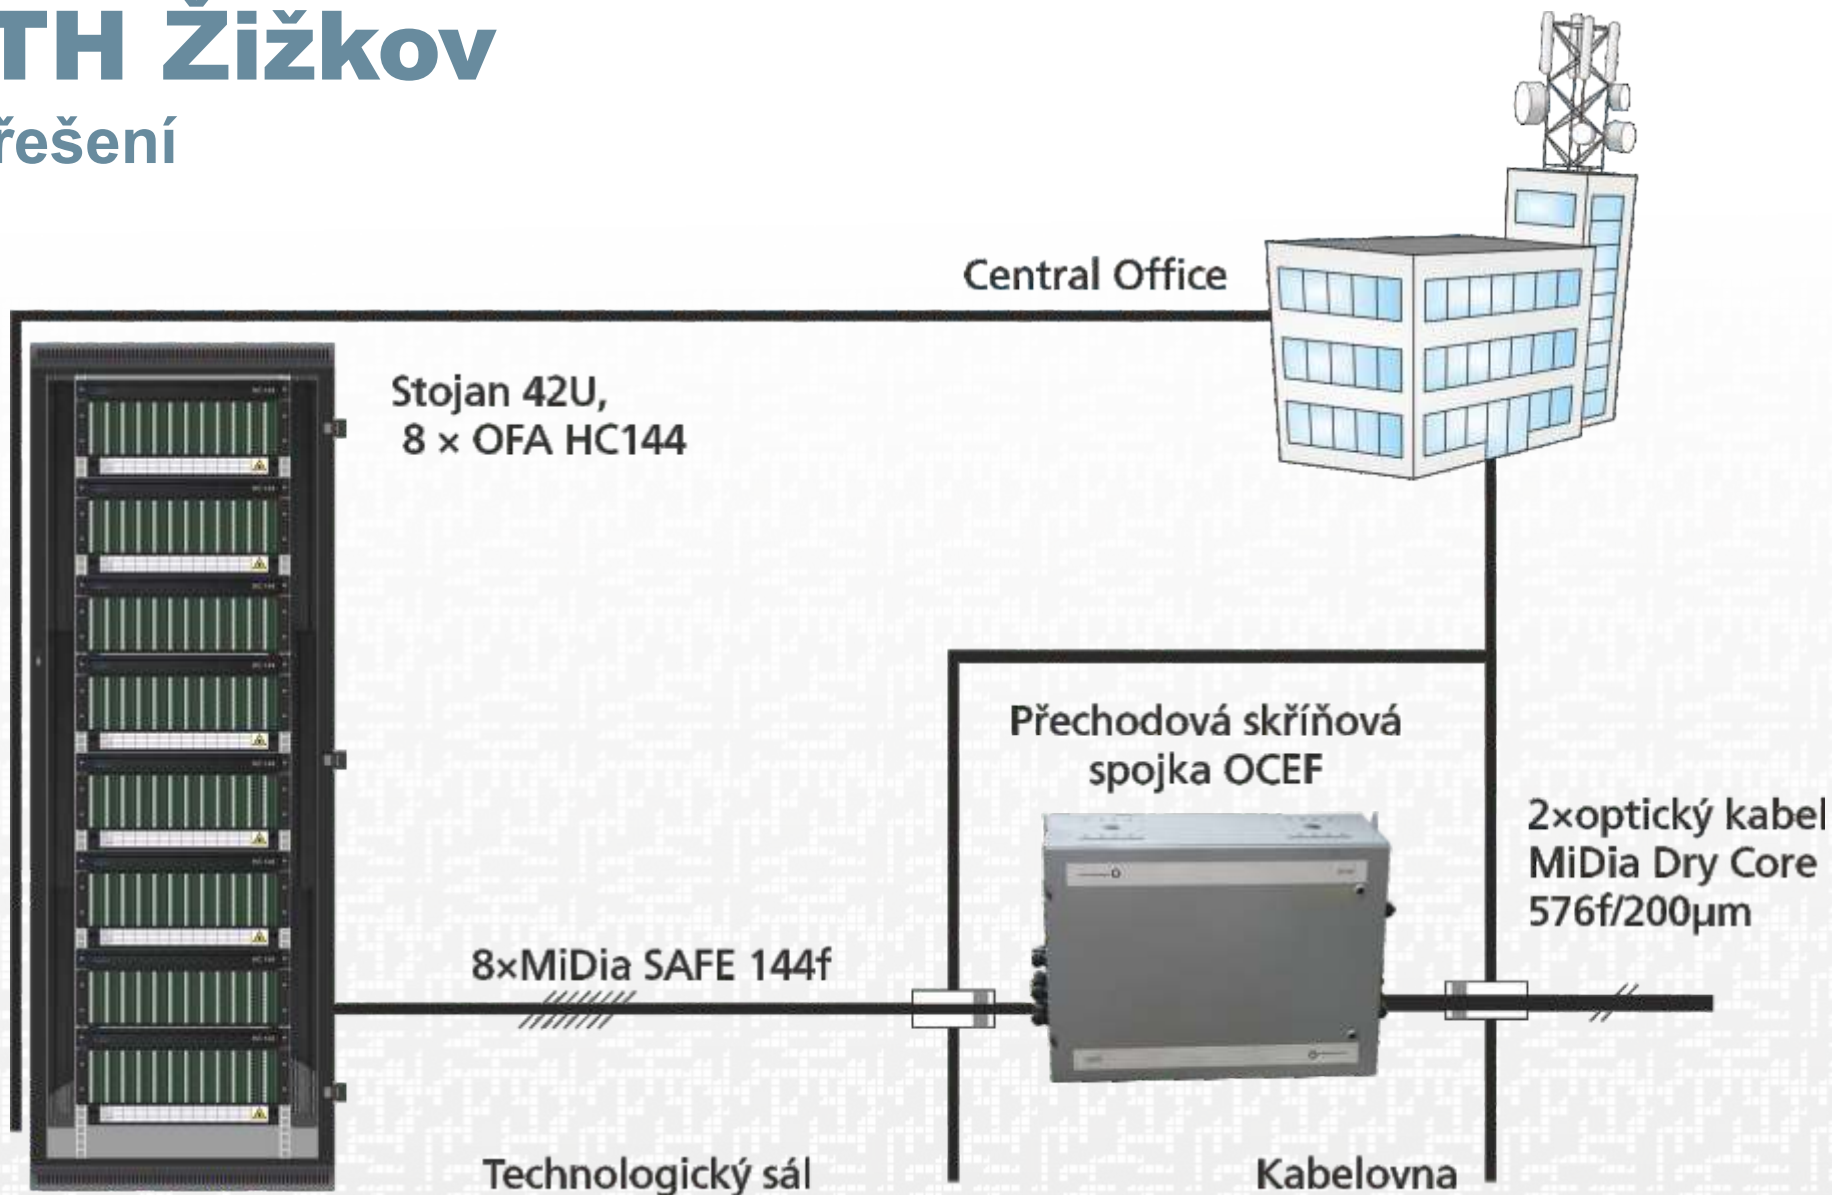 TH Žižkov
řešení
Central Office
Stojan 42U,
8 × OFA HC144
Přechodová skříňová
spojka OCEF
2×optický kabel
MiDia Dry Core
576f/200µm
8×MiDia SAFE 144f
Technologický sál
Kabelovna